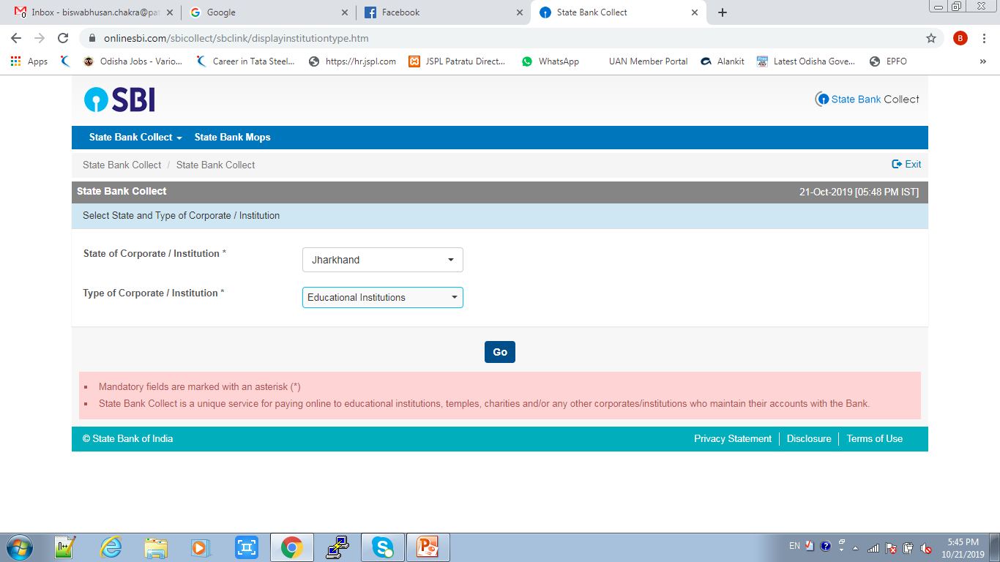 Inbox - biswabhusan.chakra@pat
Google
Facebook
State Bank Collect
onlinesbi.com/sbicollect/sbclink/displayinstitutiontype.htm
B
Apps
Odisha Jobs - Vario...
Career in Tata Steel...
https://hr.jspl.com
JSPL Patratu Direct...
WhatsApp
UAN Member Portal
Alankit
Latest Odisha Gove...
EPFO
»
SBI
State Bank Collect
State Bank Collect
State Bank Mops
State Bank Collect / State Bank Collect
Exit
State Bank Collect
21-Oct-2019 [05:48 PM IST]
Select State and Type of Corporate / Institution
State of Corporate / Institution *
Jharkhand
Type of Corporate / Institution *
Educational Institutions
Go
Mandatory fields are marked with an asterisk (*)
State Bank Collect is a unique service for paying online to educational institutions, temples, charities and/or any other corporates/institutions who maintain their accounts with the Bank.
© State Bank of India
Privacy Statement
Disclosure
Terms of Use
EN
5:45 PM
10/21/2019